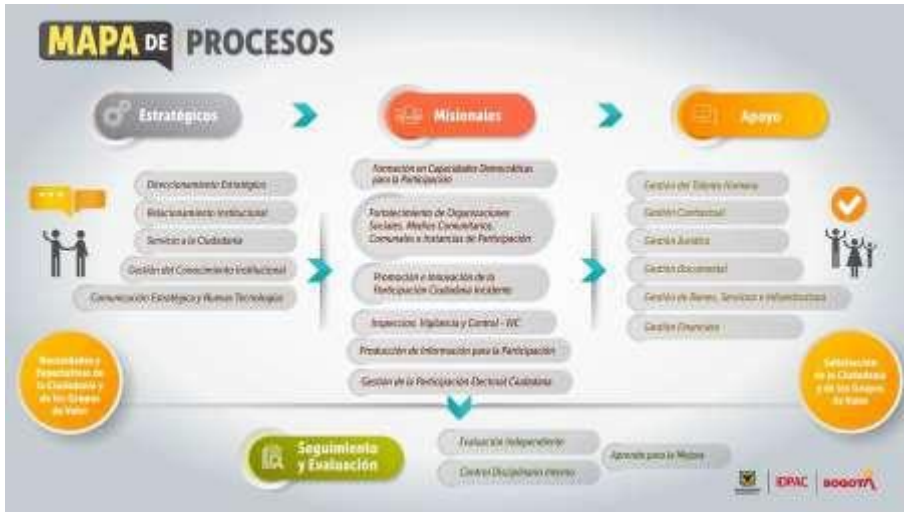 MAPA DE PROCESOS
Estratégicos
Misionales
Apoyo
Direccionamiento Estratégico
Relacionamiento Institucional
Servicio a la Ciudadanía
Gestión del Conocimiento Institucional
Comunicación Estratégica y Nuevas Tecnologías
Formación en Capacidades Democráticas
para la Participación
Fortalecimiento de Organizaciones
Sociales, Medios Comunitarios,
Comunales e Instancias de Participación
Promoción e Innovación de la
Participación Ciudadana Incidente
Inspección, Vigilancia y Control - IVC
Producción de Información para la Participación
Gestión de la Participación Electoral Ciudadana
Gestión del Talento Humano
Gestión Contractual
Gestión Jurídica
Gestión Documental
Gestión de Bienes, Servicios e Infraestructura
Gestión Financiera
Necesidades y
Expectativas de
la Ciudadanía y
de los Grupos
de Valor
Satisfacción
de la Ciudadanía
y de los Grupos
de Valor
Seguimiento
y Evaluación
Evaluación Independiente
Control Disciplinario Interno
Aprende para la Mejora
IDPAC
BOGOTÁ